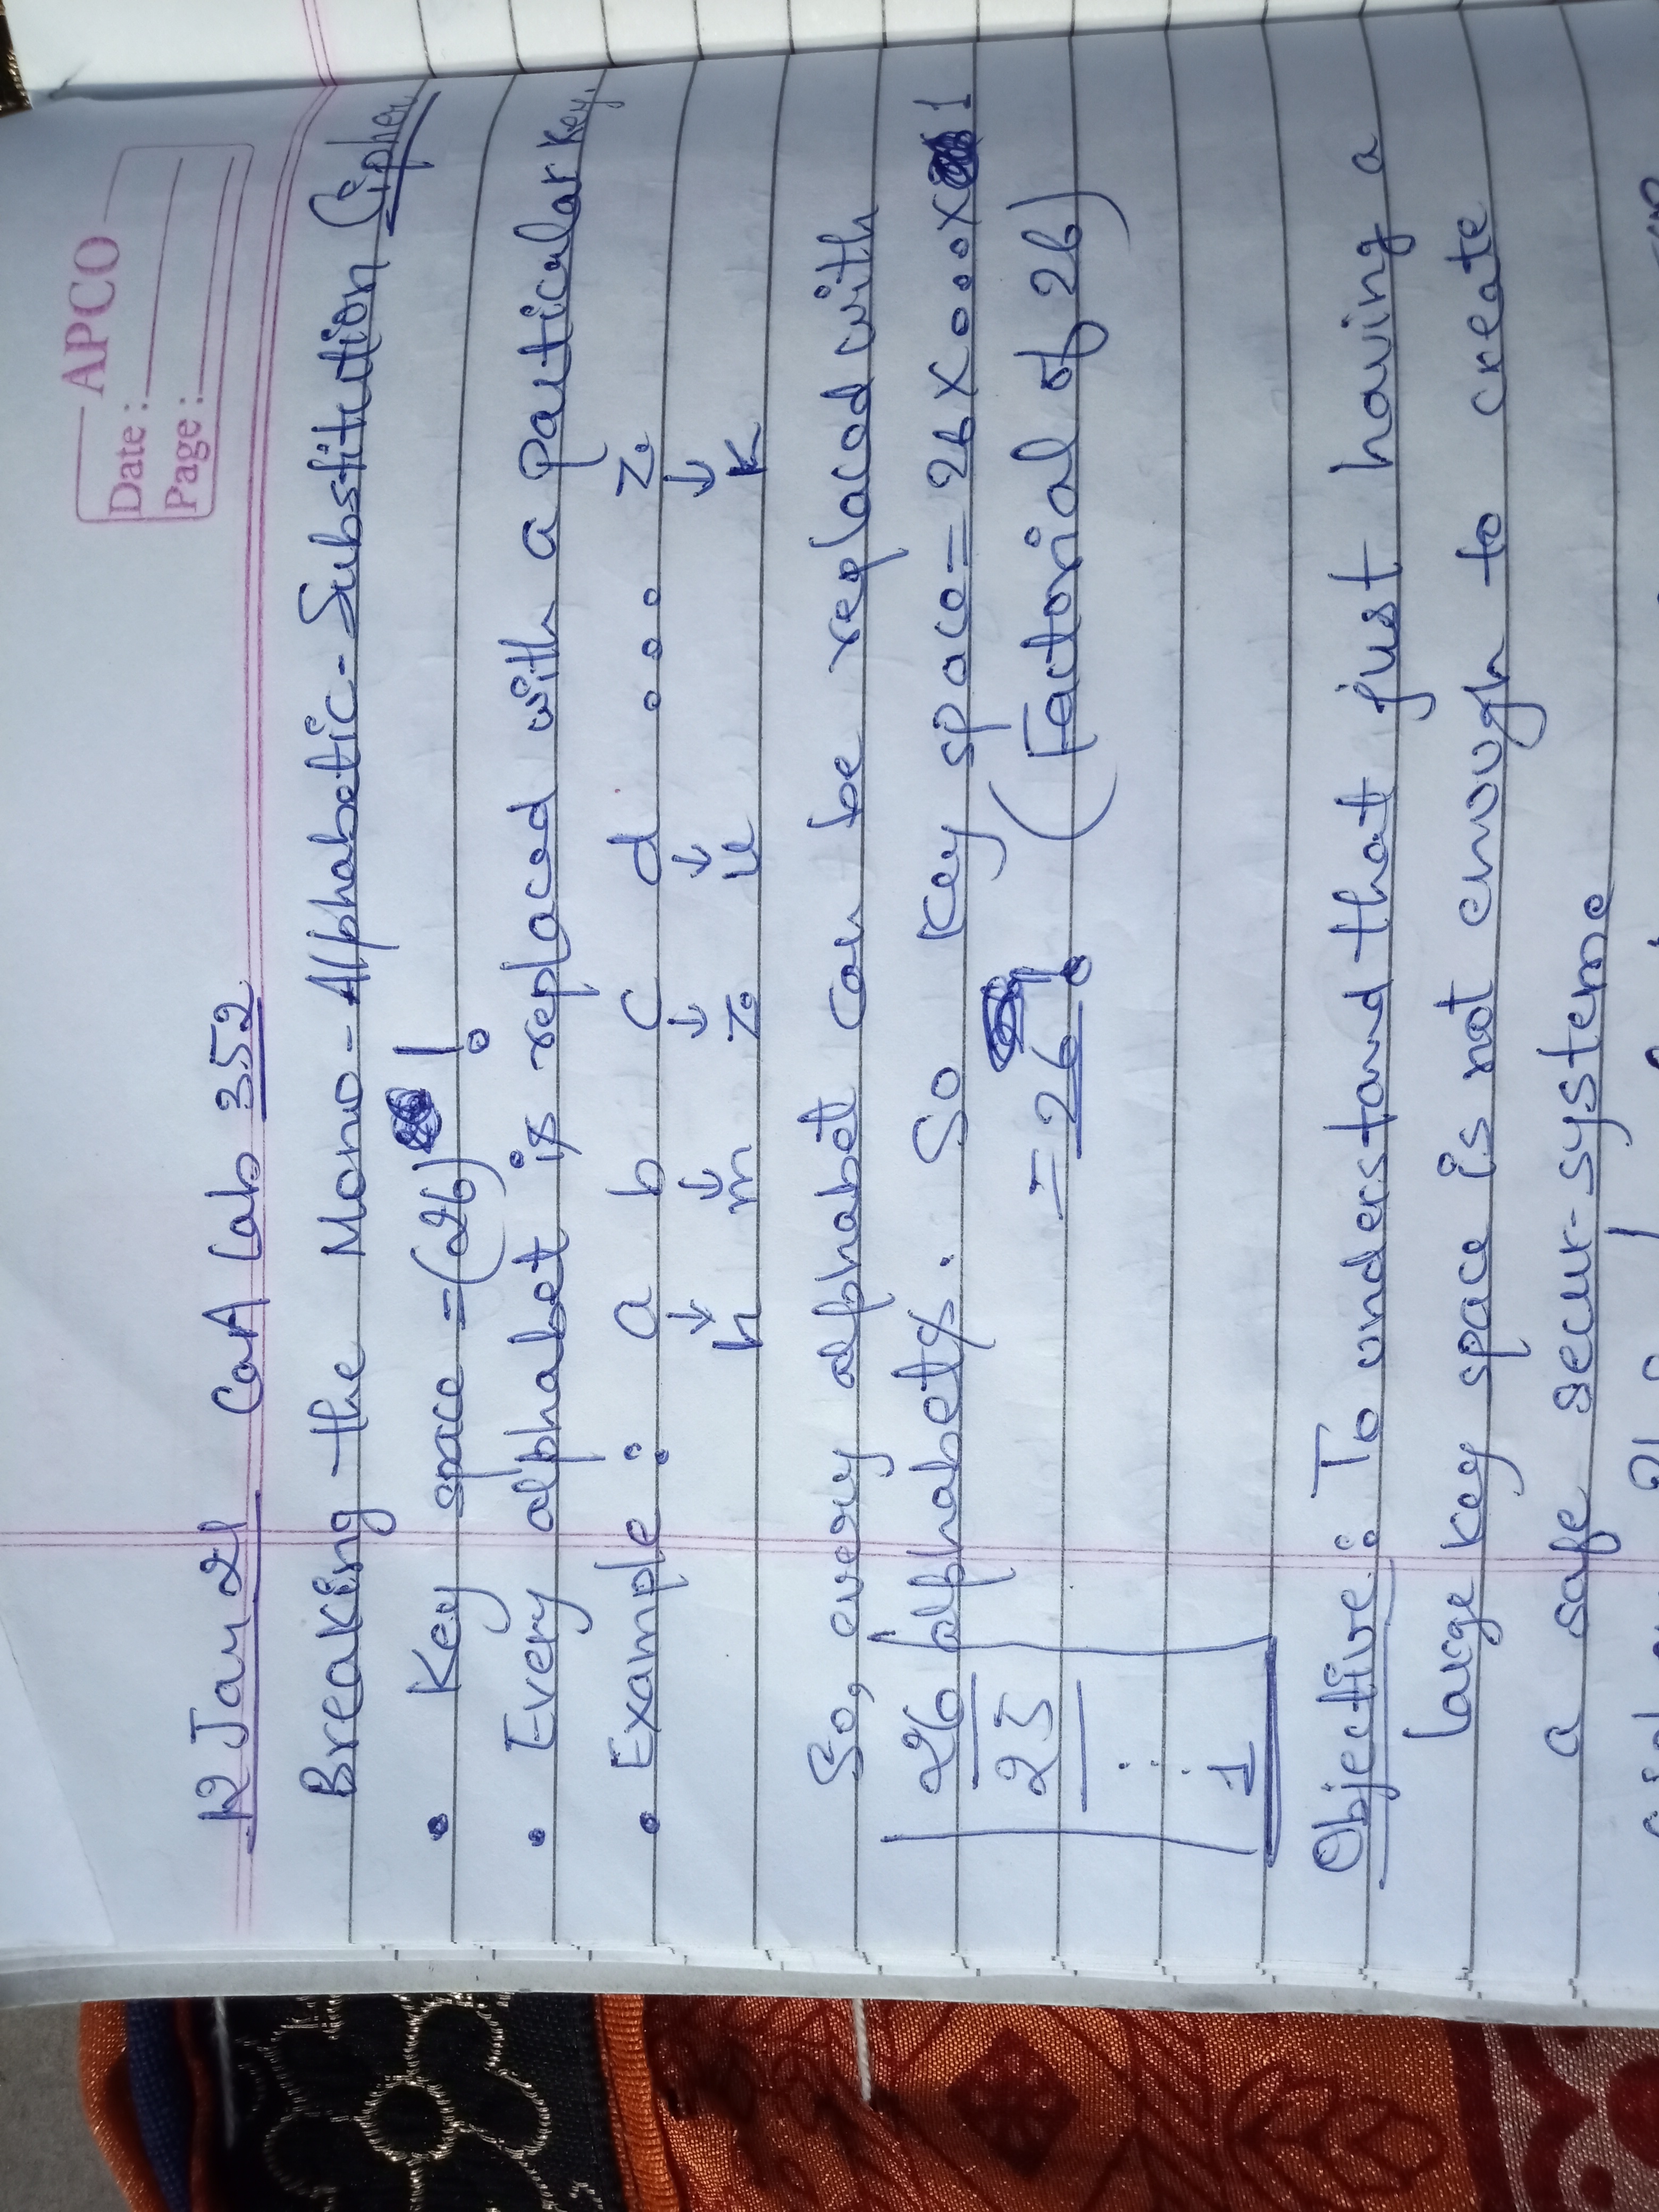 APCO
Date :
Page :
12 Jan 21 CaA Lab 352
Breaking the Mono-Alphabetic-Substitution Cipher
• Key space = (26) !
• Every alphabet is replaced with a particular key.
• Example : a b c d ... z
↓ ↓ ↓ ↓ ↓
h m z u k
So, every alphabet can be replaced with
26 alphabets. So key space = 26 x ... x 1
25 = 26! (Factorial of 26)
:
1
Objective : To understand that just having a
large key space is not enough to create
a safe secur-system.